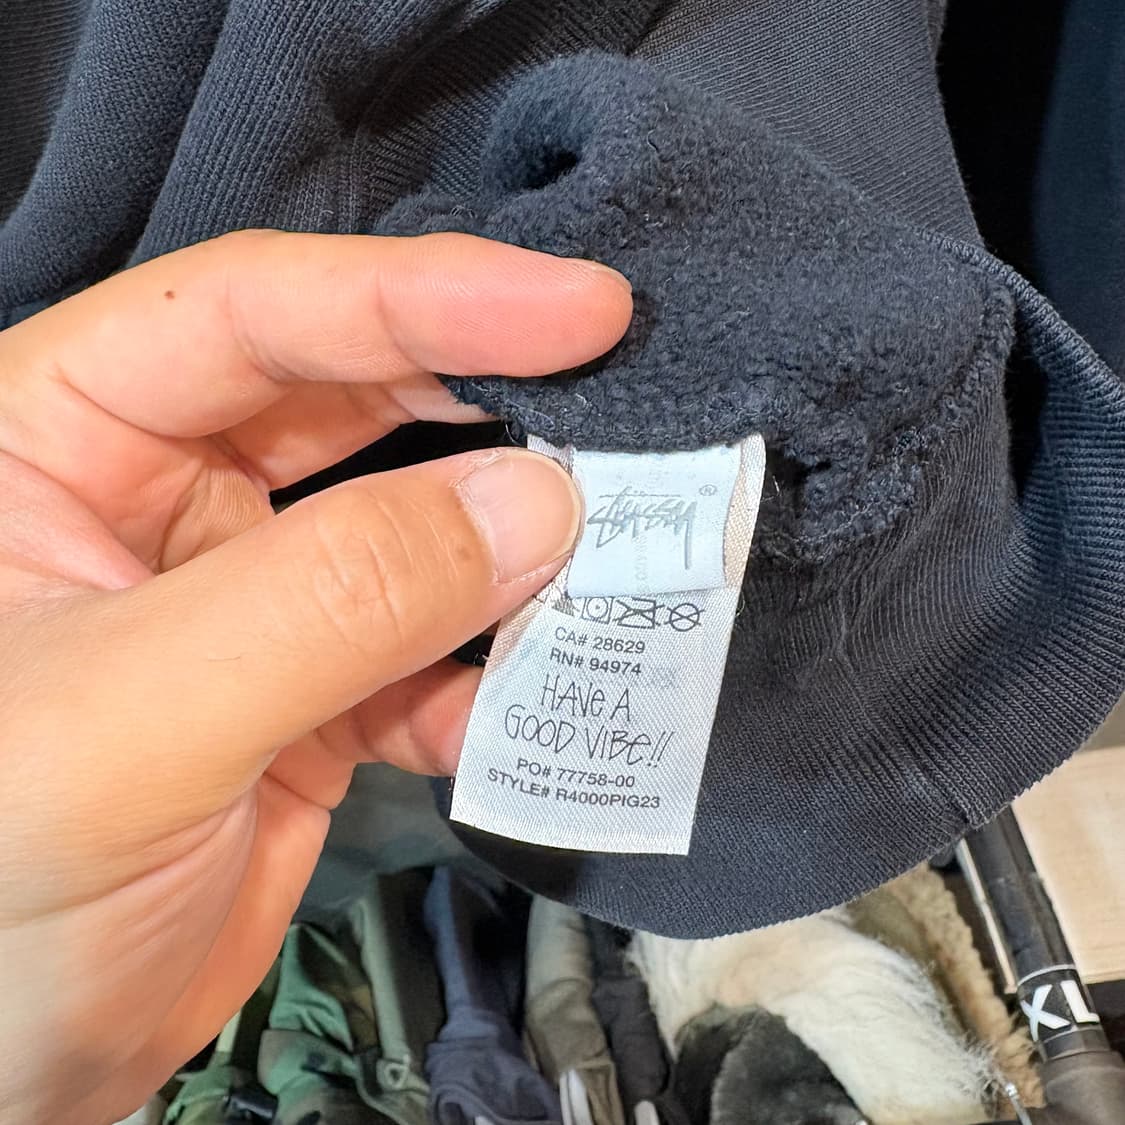 Stüssy®
CA# 28629
RN# 94974
HAVE A
GOOD VIBE!!
PO# 77758-00
STYLE# R4000PIG23
XL